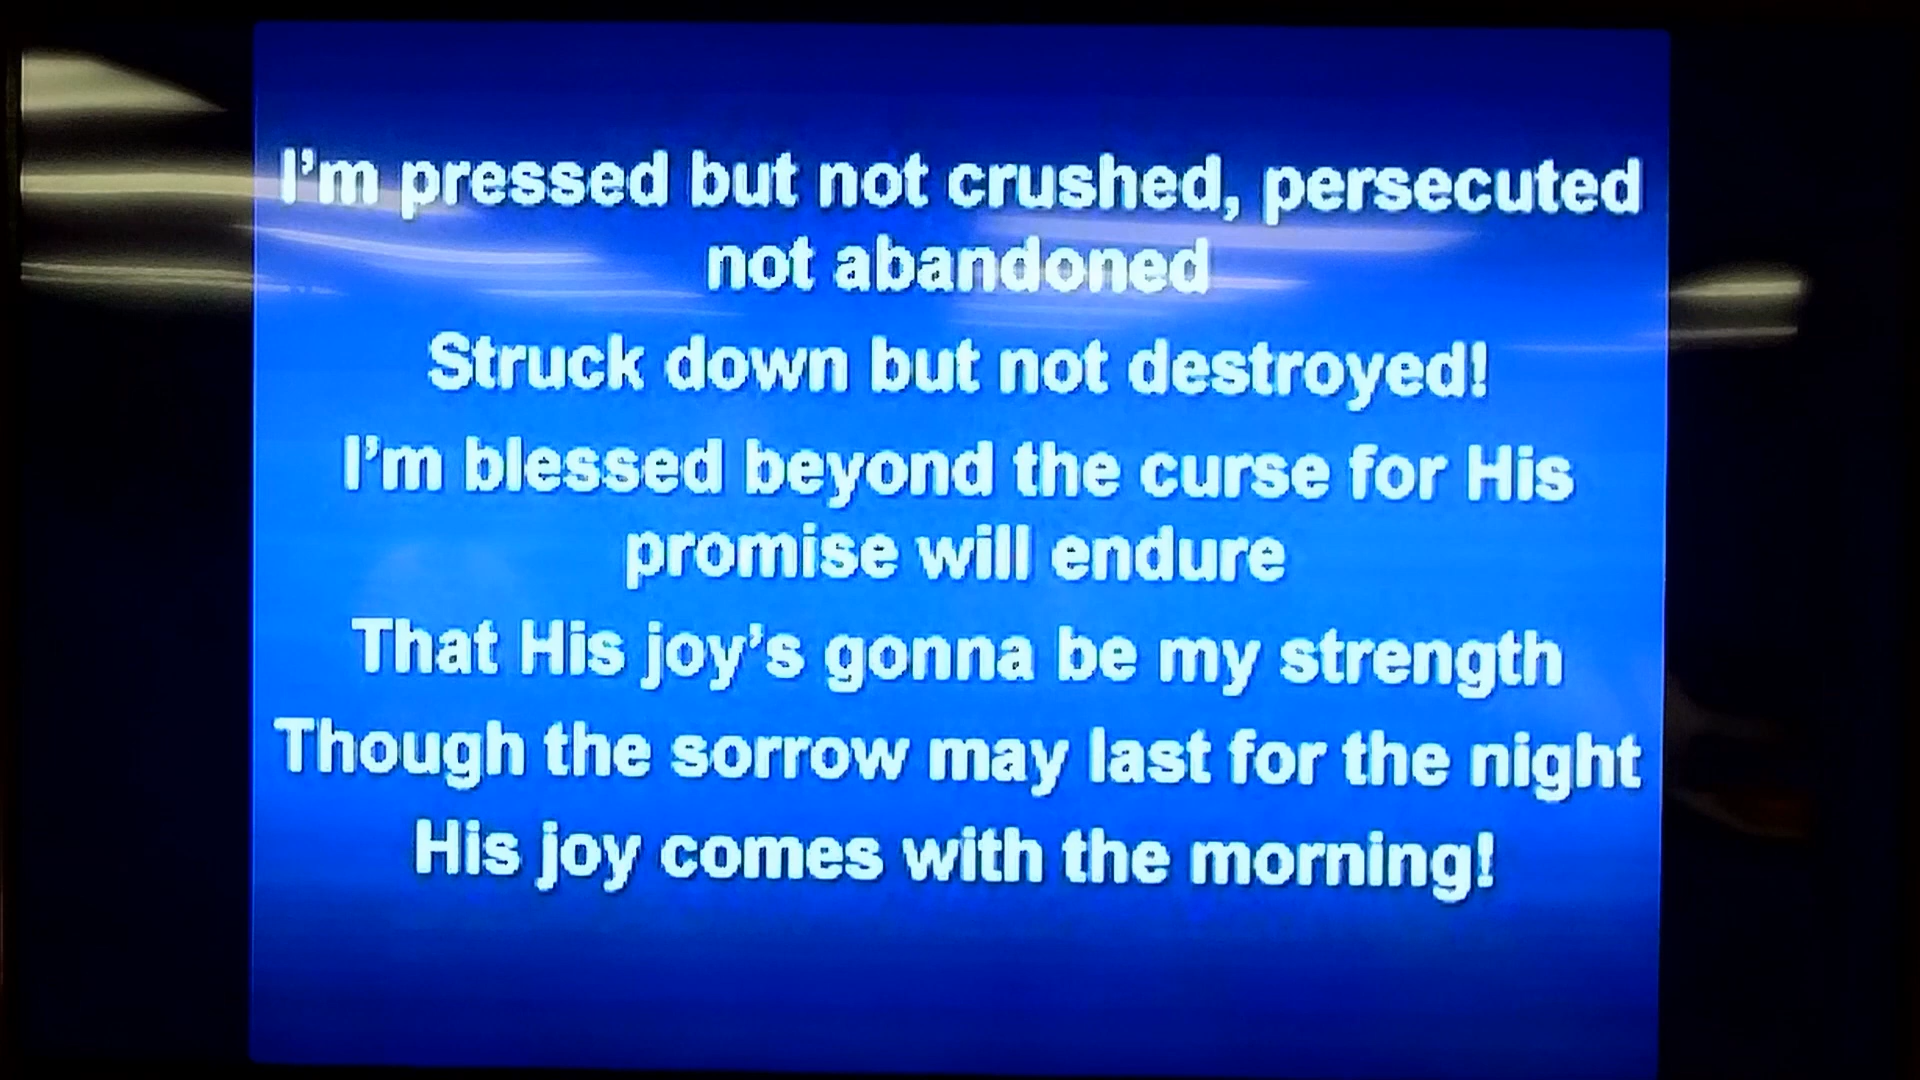 I'm pressed but not crushed, persecuted
not abandoned
Struck down but not destroyed!
I'm blessed beyond the curse for His
promise will endure
That His joy's gonna be my strength
Though the sorrow may last for the night
His joy comes with the morning!